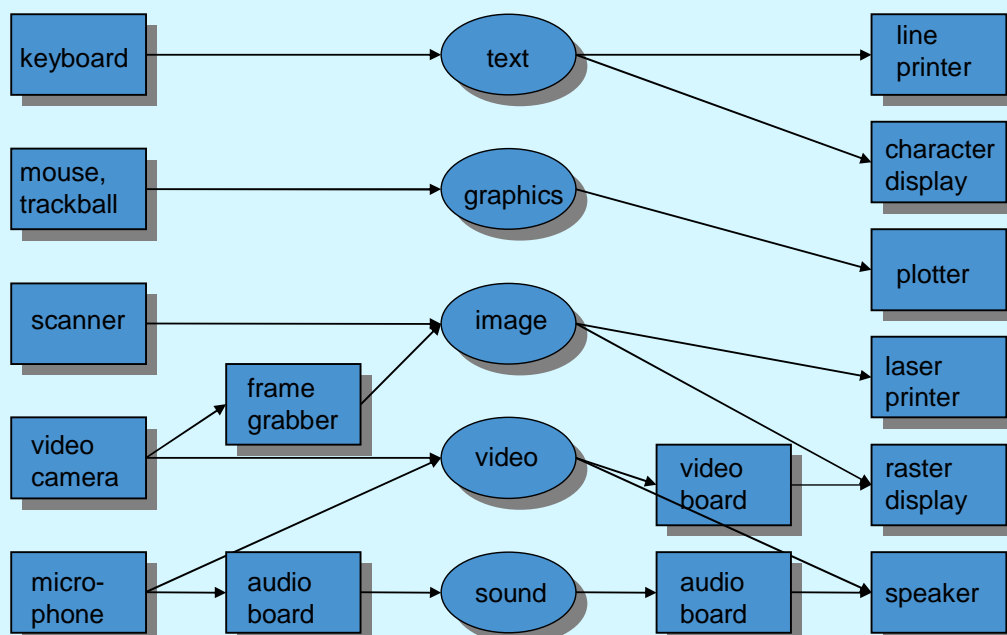 keyboard
text
line
printer
character
display
mouse,
trackball
graphics
plotter
scanner
image
laser
printer
frame
grabber
video
camera
video
video
board
raster
display
micro-
phone
audio
board
sound
audio
board
speaker